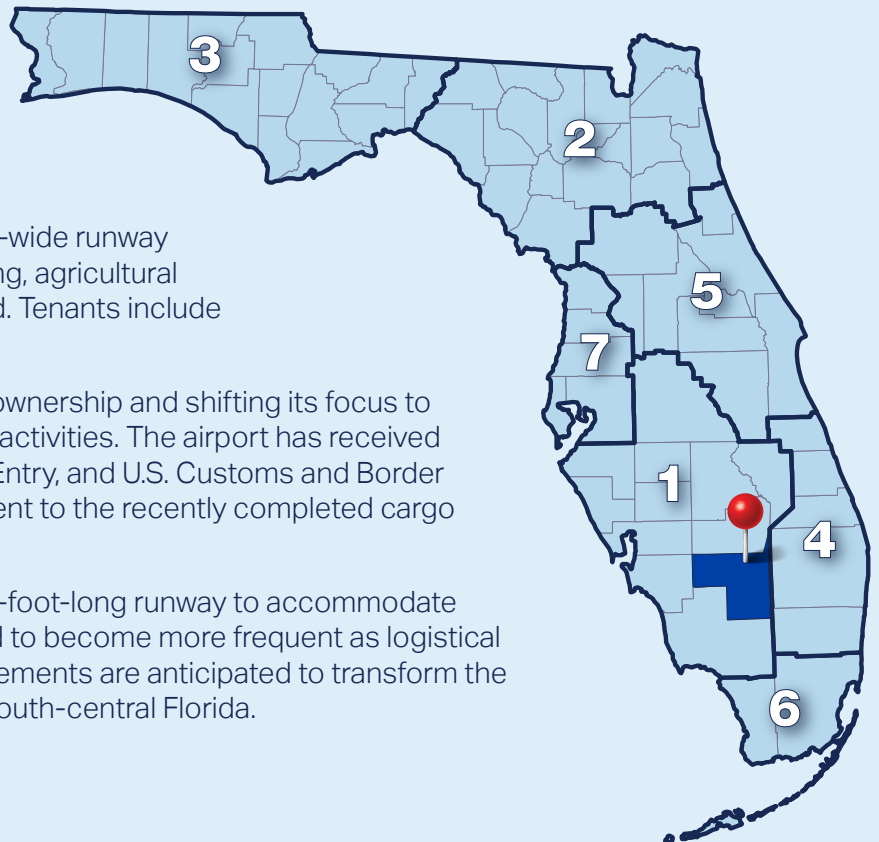 3
2
-wide runway
ng, agricultural
d. Tenants include
5
7
ownership and shifting its focus to
activities. The airport has received
Entry, and U.S. Customs and Border
ent to the recently completed cargo
1
4
-foot-long runway to accommodate
d to become more frequent as logistical
ements are anticipated to transform the
outh-central Florida.
6